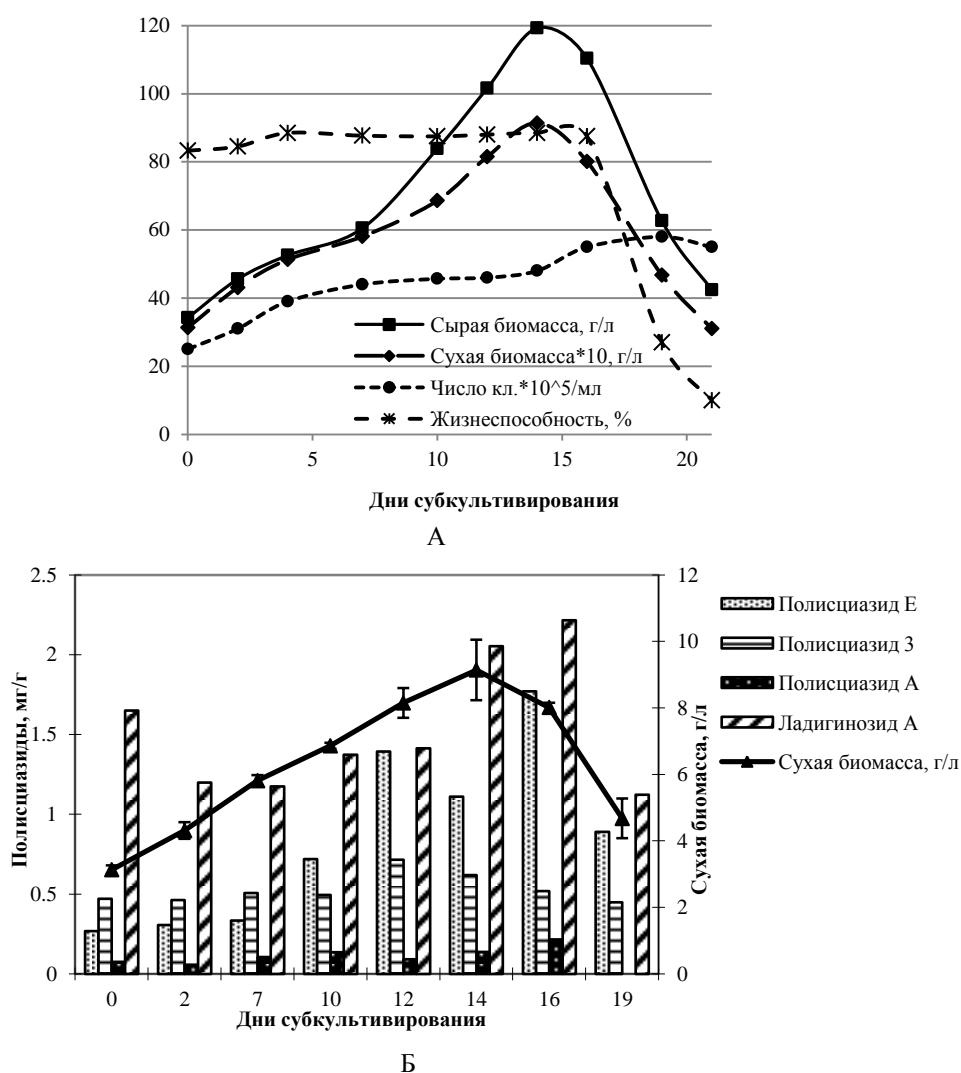 120
100
80
60
40
20
0
Сырая биомасса, г/л
Сухая биомасса*10, г/л
Число кл.*10^5/мл
Жизнеспособность, %
0 5 10 15 20
Дни субкультивирования
А
2.5
2
1.5
1
0.5
0
Полисциазиды, мг/г
12
10
8
6
4
2
0
Сухая биомасса, г/л
Полисциазид Е
Полисциазид 3
Полисциазид А
Ладигинозид А
Сухая биомасса, г/л
0 2 7 10 12 14 16 19
Дни субкультивирования
Б